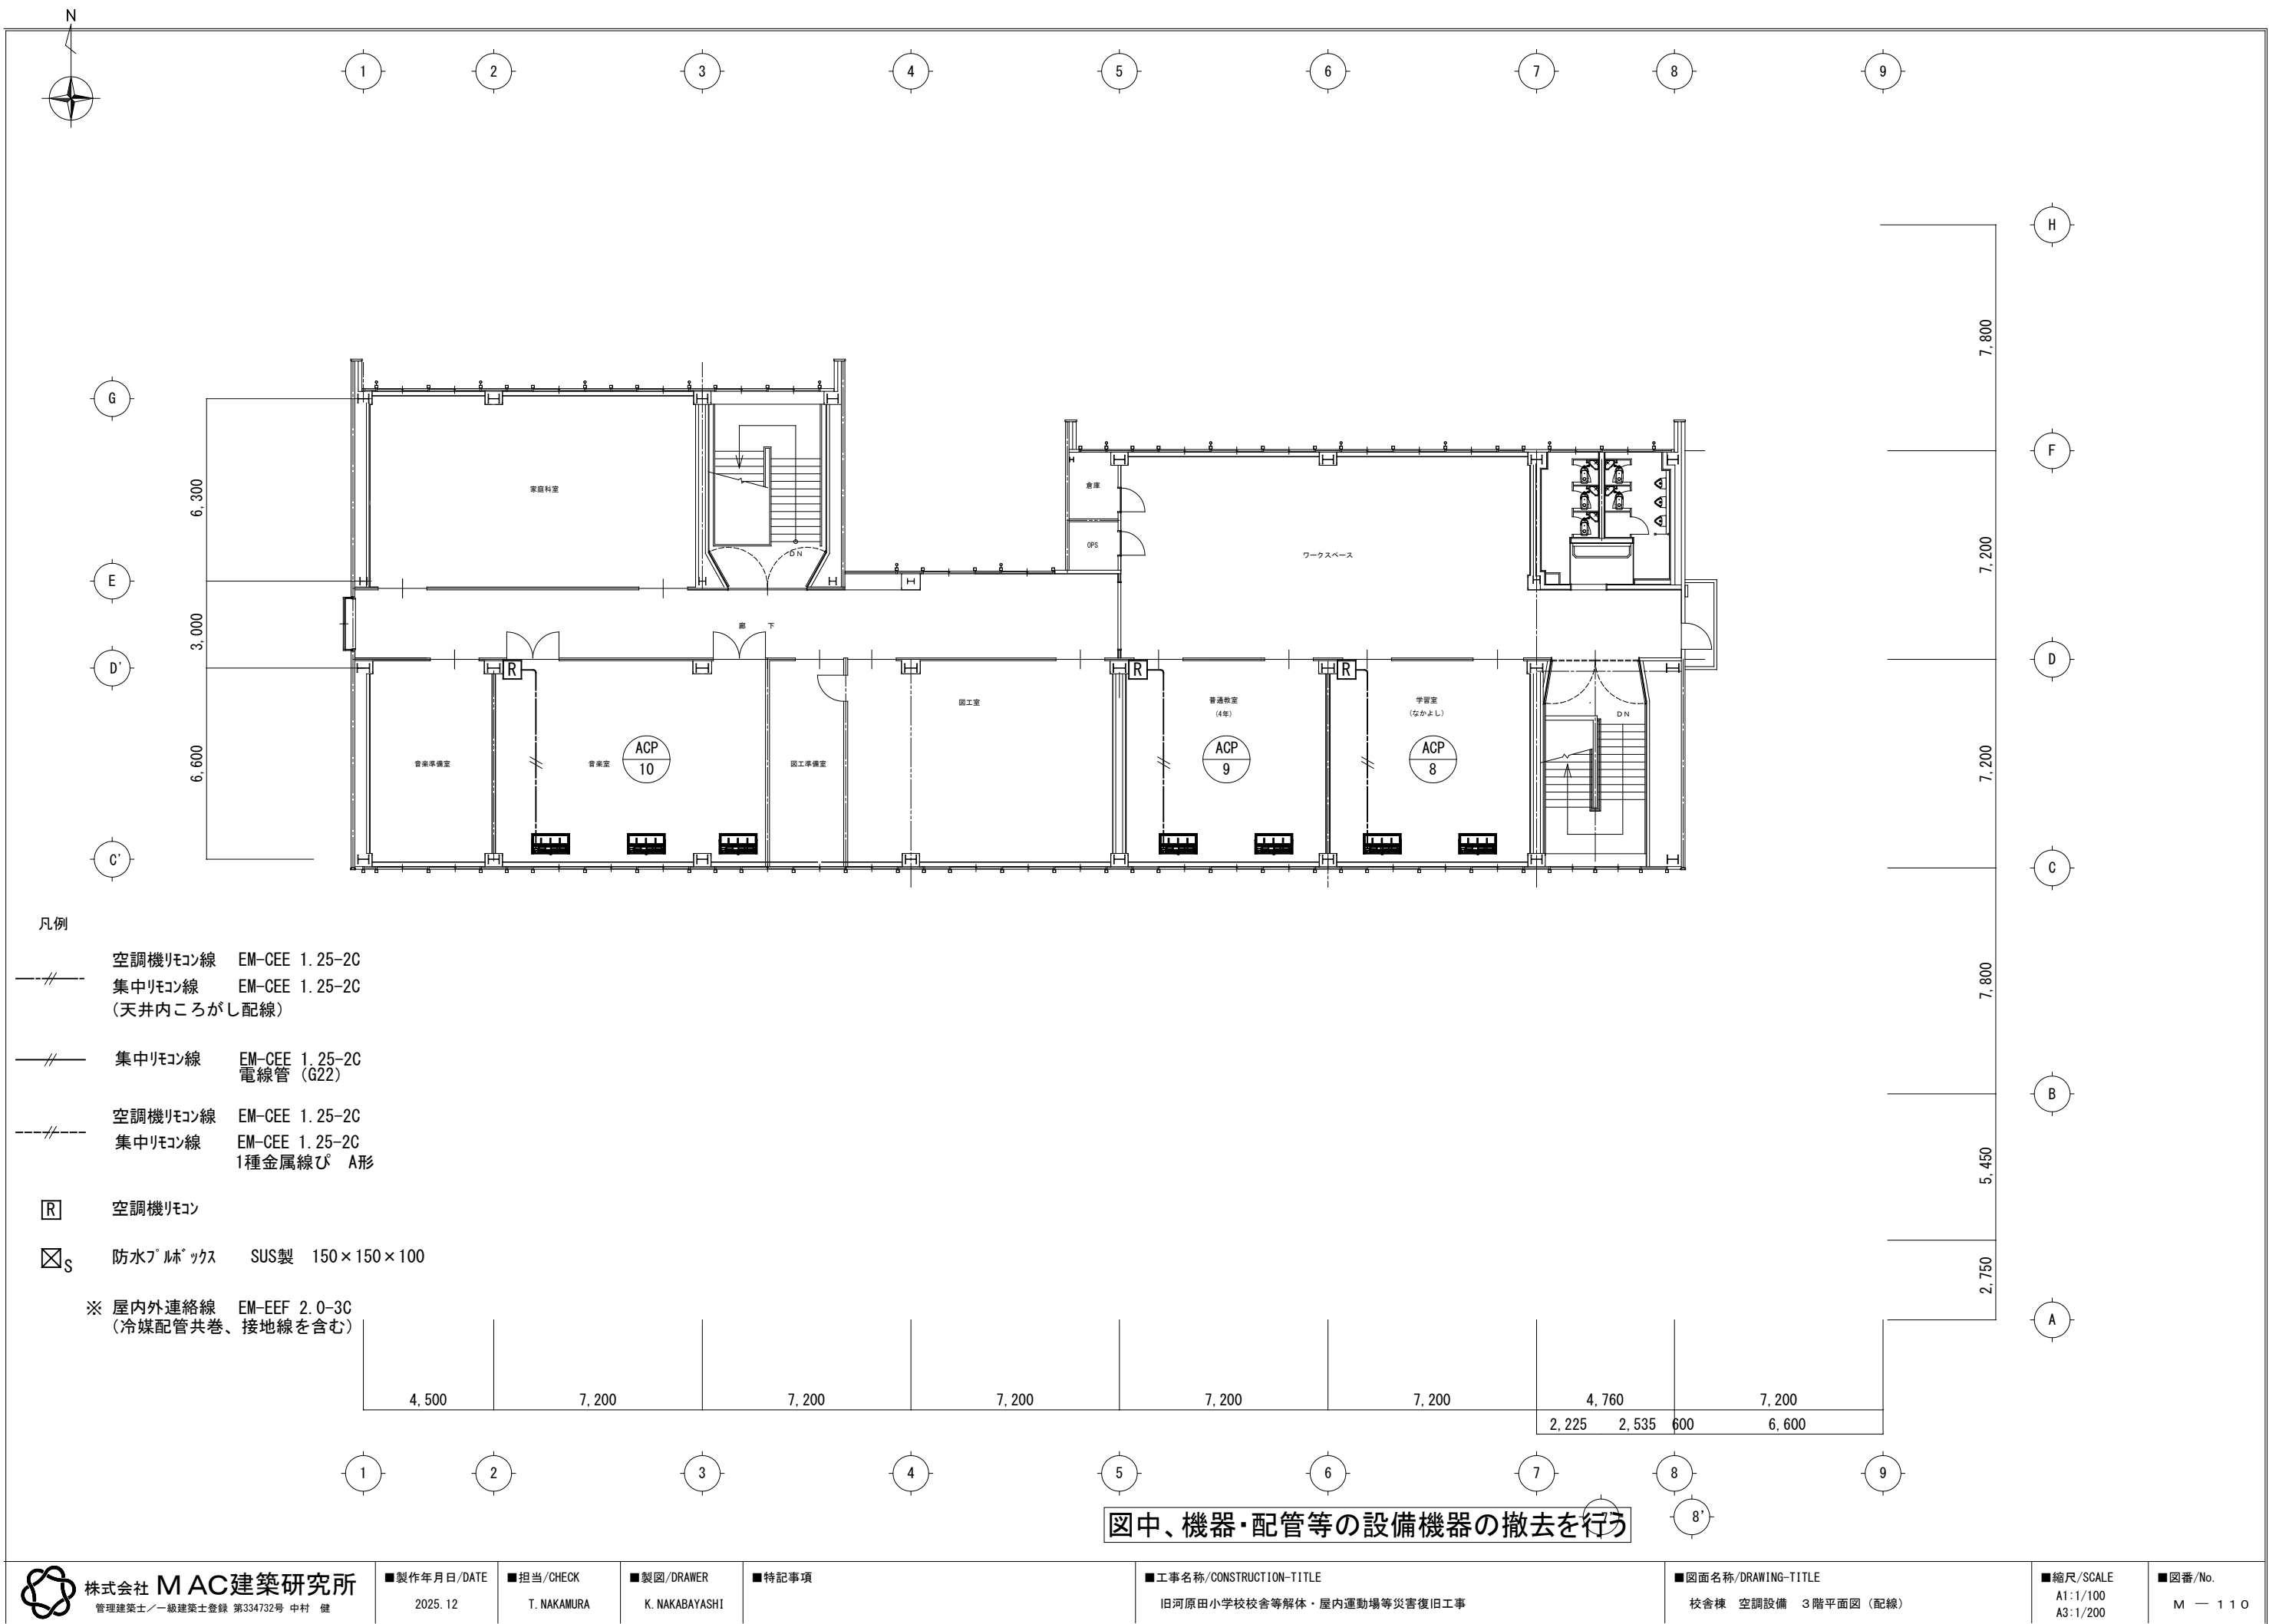 N
1 2 3 4 5 6 7 8 9
H
7,800
G
F
6,300
家庭科室
倉庫
OPS
ワークスペース
DN
7,200
E
3,000
廊 下
D'
D
R R R
図工室
普通教室
(4年)
学習室
(なかよし)
DN
6,600
音楽準備室
音楽室
ACP
10
図工準備室
ACP
9
ACP
8
7,200
C'
C
凡例
空調機リモコン線 EM-CEE 1.25-2C
集中リモコン線 EM-CEE 1.25-2C
(天井内ころがし配線)
7,800
集中リモコン線 EM-CEE 1.25-2C
電線管 (G22)
B
空調機リモコン線 EM-CEE 1.25-2C
集中リモコン線 EM-CEE 1.25-2C
1種金属線ぴ A形
5,450
R 空調機リモコン
S 防水プルボックス SUS製 150×150×100
2,750
※ 屋内外連絡線 EM-EEF 2.0-3C
(冷媒配管共巻、接地線を含む)
A
4,500 7,200 7,200 7,200 7,200 7,200 4,760 7,200
2,225 2,535 600 6,600
1 2 3 4 5 6 7 8 9
図中、機器・配管等の設備機器の撤去を行う
8'
株式会社 MAC建築研究所
管理建築士／一級建築士登録 第334732号 中村 健
■製作年月日/DATE
2025.12
■担当/CHECK
T.NAKAMURA
■製図/DRAWER
K.NAKABAYASHI
■特記事項
■工事名称/CONSTRUCTION-TITLE
旧河原田小学校校舎等解体・屋内運動場等災害復旧工事
■図面名称/DRAWING-TITLE
校舎棟 空調設備 3階平面図（配線）
■縮尺/SCALE
A1:1/100
A3:1/200
■図番/No.
M － 110